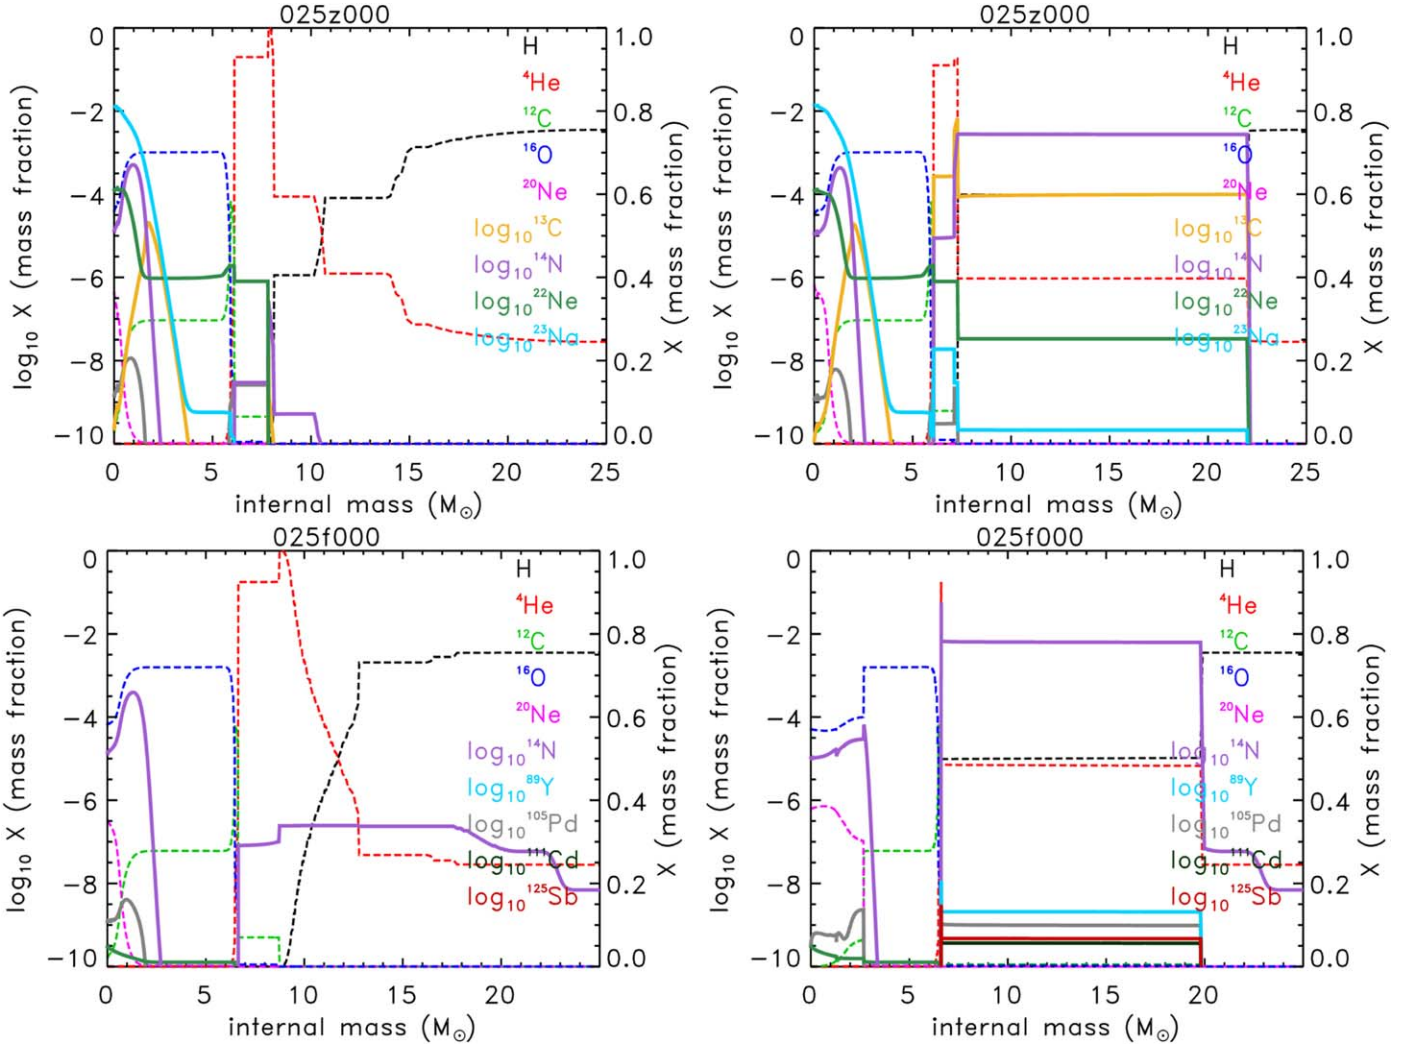 025z000
0
−2
−4
−6
−8
−10
log₁₀ X (mass fraction)
1.0
0.8
0.6
0.4
0.2
0.0
X (mass fraction)
H
⁴He
¹²C
¹⁶O
²⁰Ne
log₁₀ ¹³C
log₁₀ ¹⁴N
log₁₀ ²²Ne
log₁₀ ²³Na
0 5 10 15 20 25
internal mass (M☉)
025z000
0
−2
−4
−6
−8
−10
log₁₀ X (mass fraction)
1.0
0.8
0.6
0.4
0.2
0.0
X (mass fraction)
H
⁴He
¹²C
¹⁶O
²⁰Ne
log₁₀ ¹³C
log₁₀ ¹⁴N
log₁₀ ²²Ne
log₁₀ ²³Na
0 5 10 15 20 25
internal mass (M☉)
025f000
0
−2
−4
−6
−8
−10
log₁₀ X (mass fraction)
1.0
0.8
0.6
0.4
0.2
0.0
X (mass fraction)
H
⁴He
¹²C
¹⁶O
²⁰Ne
log₁₀ ¹⁴N
log₁₀ ⁸⁹Y
log₁₀ ¹⁰⁵Pd
log₁₀ ¹¹¹Cd
log₁₀ ¹²⁵Sb
0 5 10 15 20
internal mass (M☉)
025f000
0
−2
−4
−6
−8
−10
log₁₀ X (mass fraction)
1.0
0.8
0.6
0.4
0.2
0.0
X (mass fraction)
H
⁴He
¹²C
¹⁶O
²⁰Ne
log₁₀ ¹⁴N
log₁₀ ⁸⁹Y
log₁₀ ¹⁰⁵Pd
log₁₀ ¹¹¹Cd
log₁₀ ¹²⁵Sb
0 5 10 15 20
internal mass (M☉)